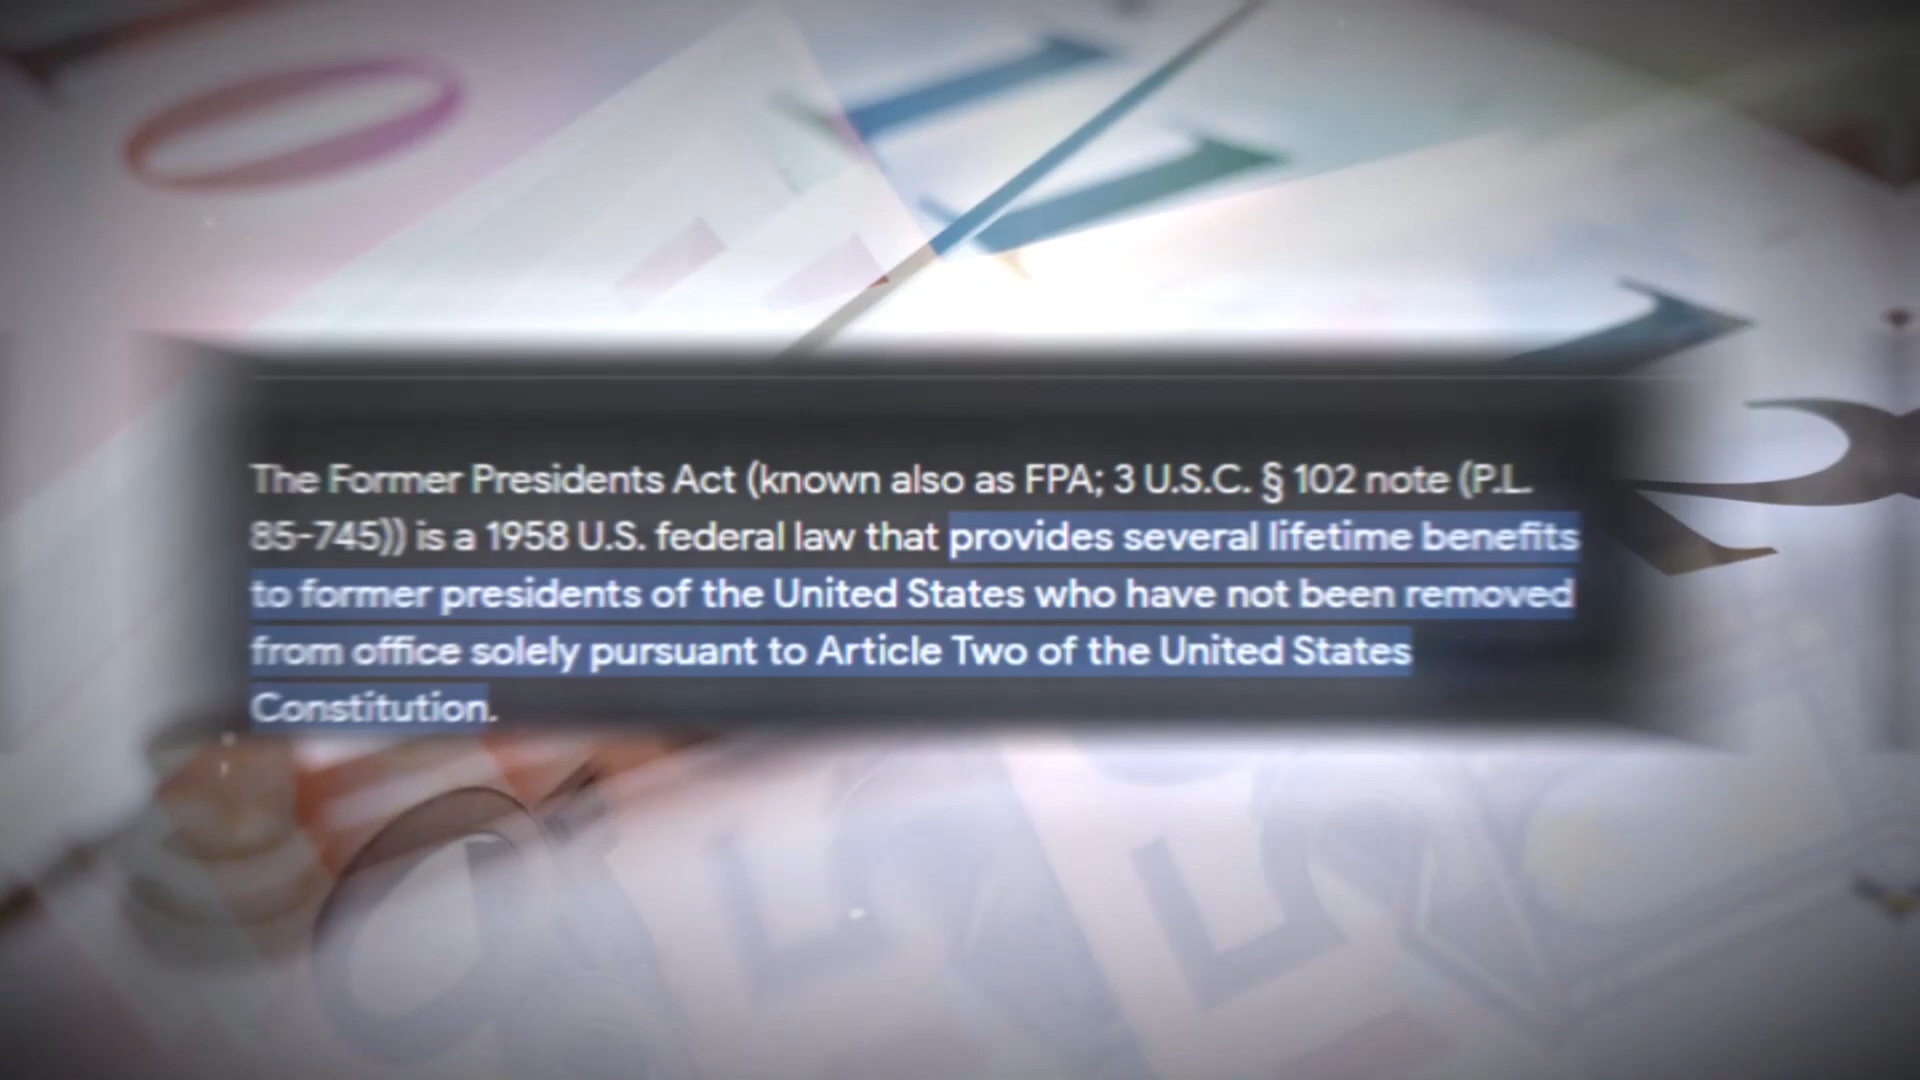 The Former Presidents Act (known also as FPA; 3 U.S.C. § 102 note (P.L.
85-745)) is a 1958 U.S. federal law that provides several lifetime benefits
to former presidents of the United States who have not been removed
from office solely pursuant to Article Two of the United States
Constitution.